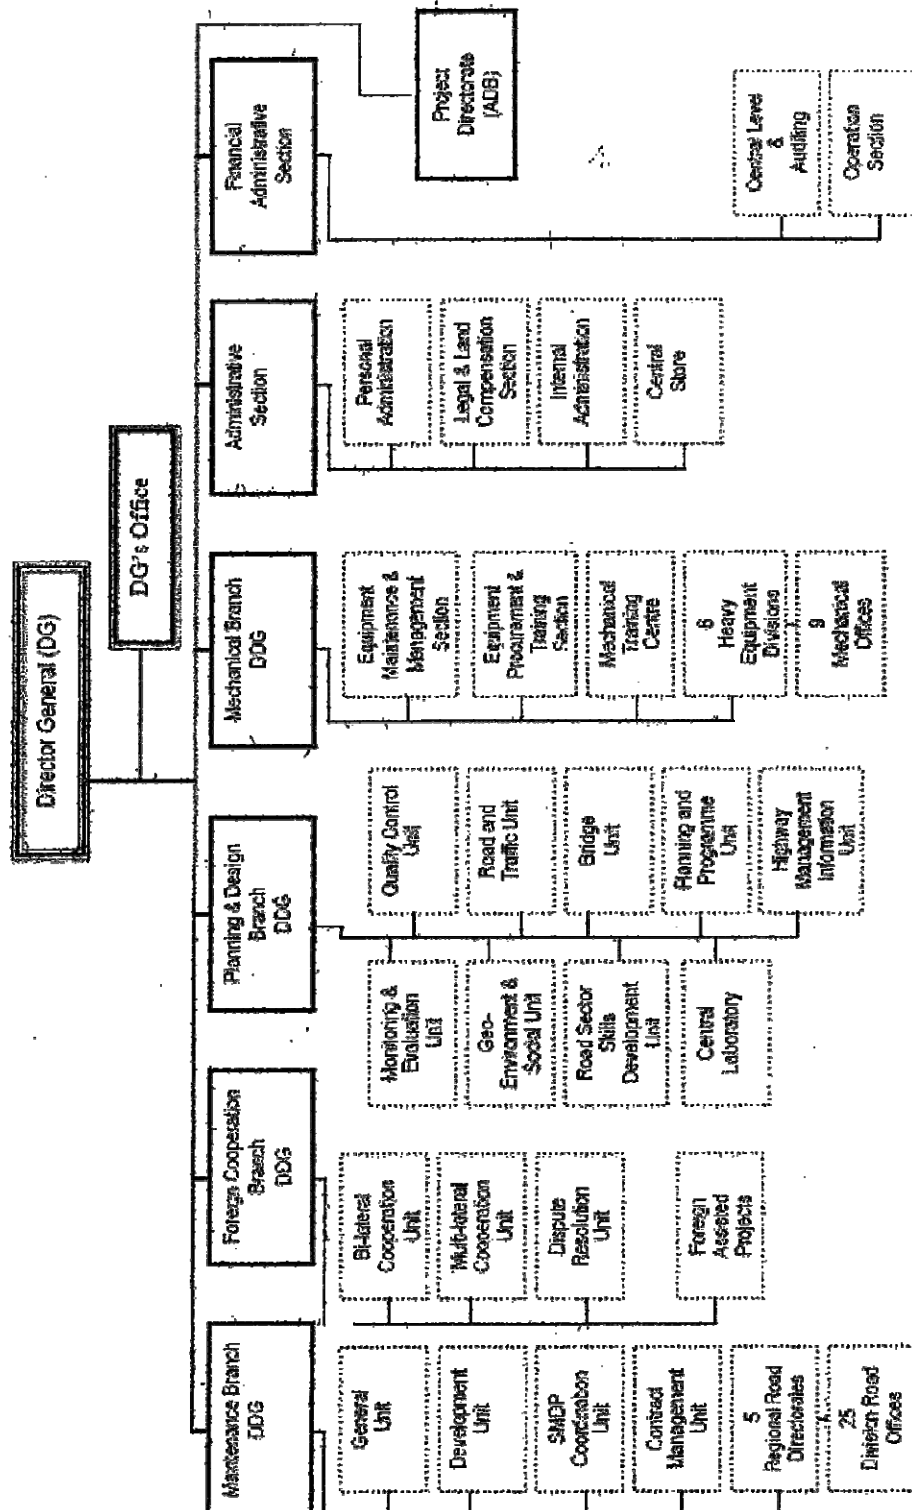 Director General (DG)
DG's Office
Maintenance Branch
DDG
General
Unit
Development
Unit
SMDP
Coordination
Unit
Contract
Management
Unit
5
Regional Road
Directorates
25
Division Road
Offices
Foreign Cooperation
Branch
DDG
Bi-lateral
Cooperation
Unit
Multi-lateral
Cooperation
Unit
Dispute
Resolution
Unit
Foreign
Assisted
Projects
Planning & Design
Branch
DDG
Monitoring &
Evaluation
Unit
Geo-
Environment &
Social Unit
Road Sector
Skills
Development
Unit
Central
Laboratory
Quality Control
Unit
Road and
Traffic Unit
Bridge
Unit
Planning and
Programme
Unit
Highway
Management
Information
Unit
Mechanical Branch
DDG
Equipment
Maintenance &
Management
Section
Equipment
Procurement &
Training
Section
Mechanical
Training
Centre
6
Heavy
Equipment
Divisions
9
Mechanical
Offices
Administrative
Section
Personal
Administration
Legal & Land
Compensation
Section
Internal
Administration
Central
Store
Financial
Administrative
Section
Central Level
&
Auditing
Operation
Section
Project
Directorate
(ADB)